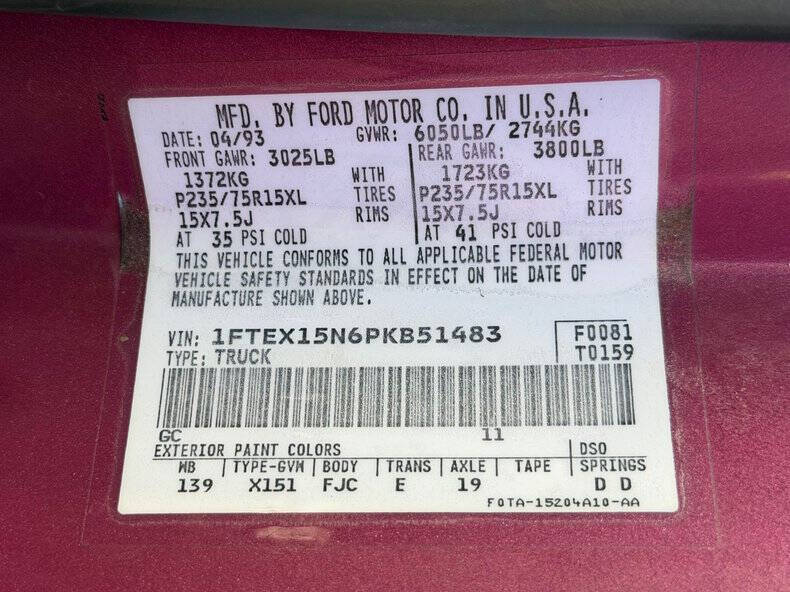 MFD. BY FORD MOTOR CO. IN U.S.A.
DATE: 04/93 GVWR: 6050LB/ 2744KG
FRONT GAWR: 3025LB REAR GAWR: 3800LB
1372KG WITH 1723KG WITH
P235/75R15XL TIRES P235/75R15XL TIRES
15X7.5J RIMS 15X7.5J RIMS
AT 35 PSI COLD AT 41 PSI COLD
THIS VEHICLE CONFORMS TO ALL APPLICABLE FEDERAL MOTOR
VEHICLE SAFETY STANDARDS IN EFFECT ON THE DATE OF
MANUFACTURE SHOWN ABOVE.
VIN: 1FTEX15N6PKB51483 F0081
TYPE: TRUCK T0159
GC 11
EXTERIOR PAINT COLORS DSO
WB TYPE-GVW BODY TRANS AXLE TAPE SPRINGS
139 X151 FJC E 19 D D
F0TA-15204A10-AA